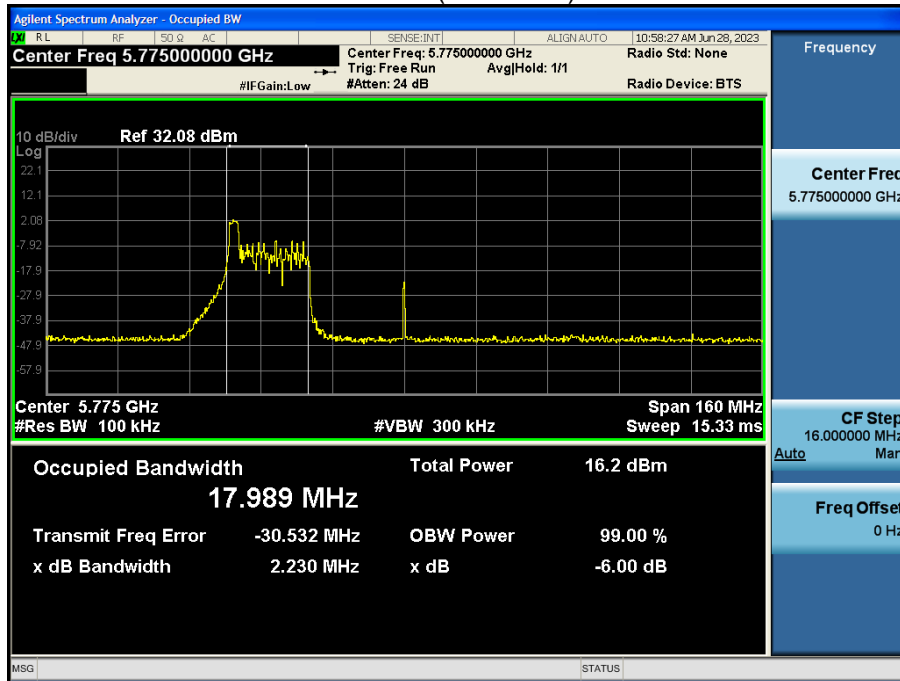 Agilent Spectrum Analyzer - Occupied BW
LXI RL RF 50 Ω AC SENSE:INT ALIGN AUTO 10:58:27 AM Jun 28, 2023
Center Freq 5.775000000 GHz Center Freq: 5.775000000 GHz Radio Std: None
Trig: Free Run Avg|Hold: 1/1
#IFGain:Low #Atten: 24 dB Radio Device: BTS
10 dB/div Ref 32.08 dBm
Log
22.1
12.1
2.08
-7.92
-17.9
-27.9
-37.9
-47.9
-57.9
Center 5.775 GHz Span 160 MHz
#Res BW 100 kHz #VBW 300 kHz Sweep 15.33 ms
Occupied Bandwidth Total Power 16.2 dBm
17.989 MHz
Transmit Freq Error -30.532 MHz OBW Power 99.00 %
x dB Bandwidth 2.230 MHz x dB -6.00 dB
MSG STATUS
Frequency
Center Freq
5.775000000 GHz
CF Step
16.000000 MHz
Auto Man
Freq Offset
0 Hz